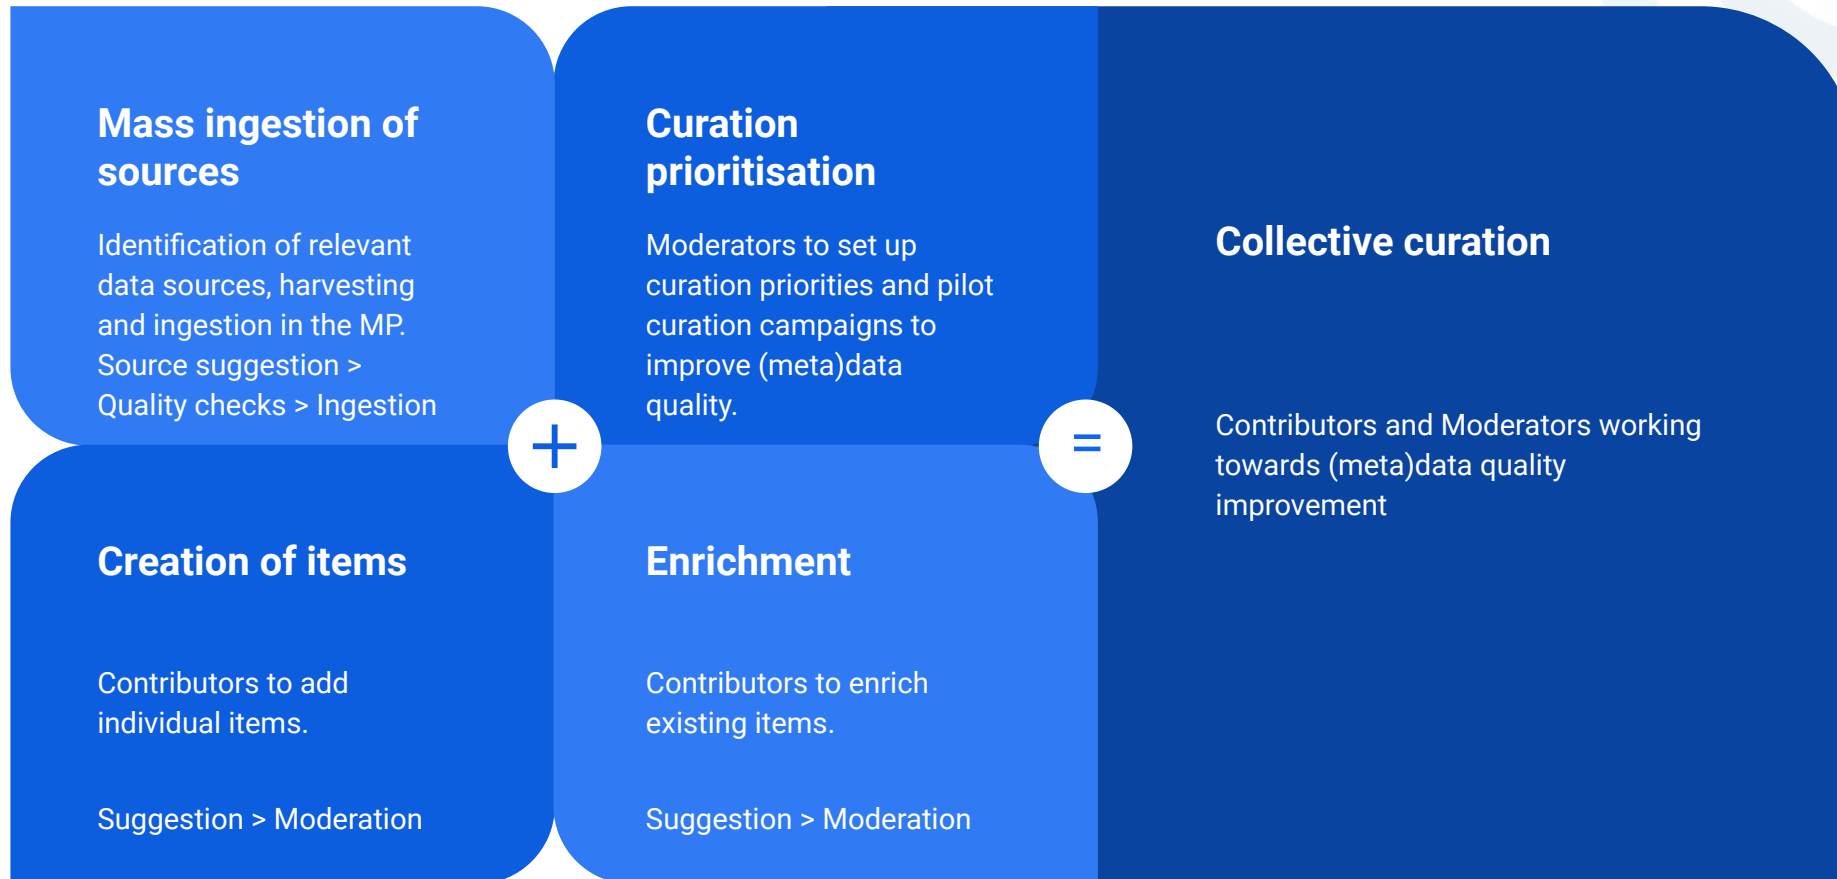 Mass ingestion of
sources
Identification of relevant
data sources, harvesting
and ingestion in the MP.
Source suggestion >
Quality checks > Ingestion
Curation
prioritisation
Moderators to set up
curation priorities and pilot
curation campaigns to
improve (meta)data
quality.
+
Creation of items
Contributors to add
individual items.
Suggestion > Moderation
Enrichment
Contributors to enrich
existing items.
Suggestion > Moderation
=
Collective curation
Contributors and Moderators working
towards (meta)data quality
improvement